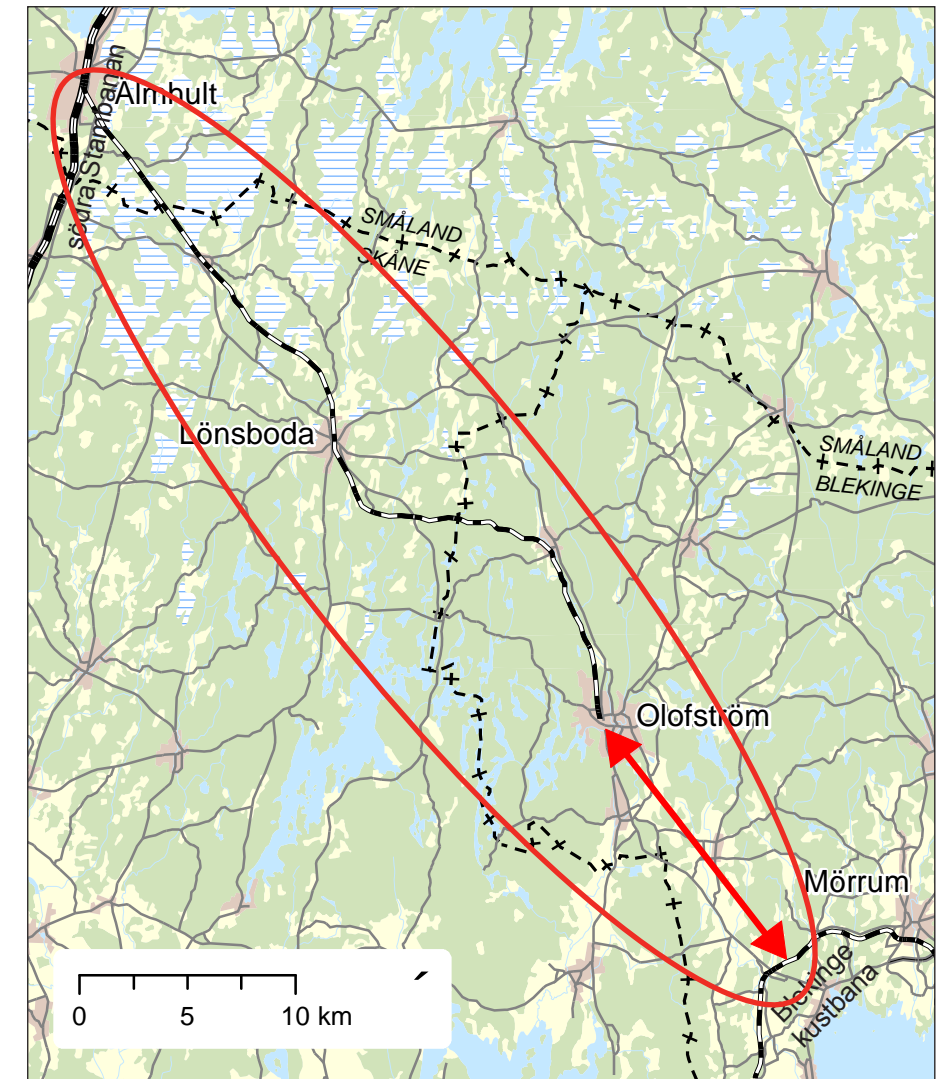 Älmhult
södra Stambanan
SMÅLAND
SKÅNE
Lönsboda
SMÅLAND
BLEKINGE
Olofström
Mörrum
Blekinge
kustbana
0 5 10 km